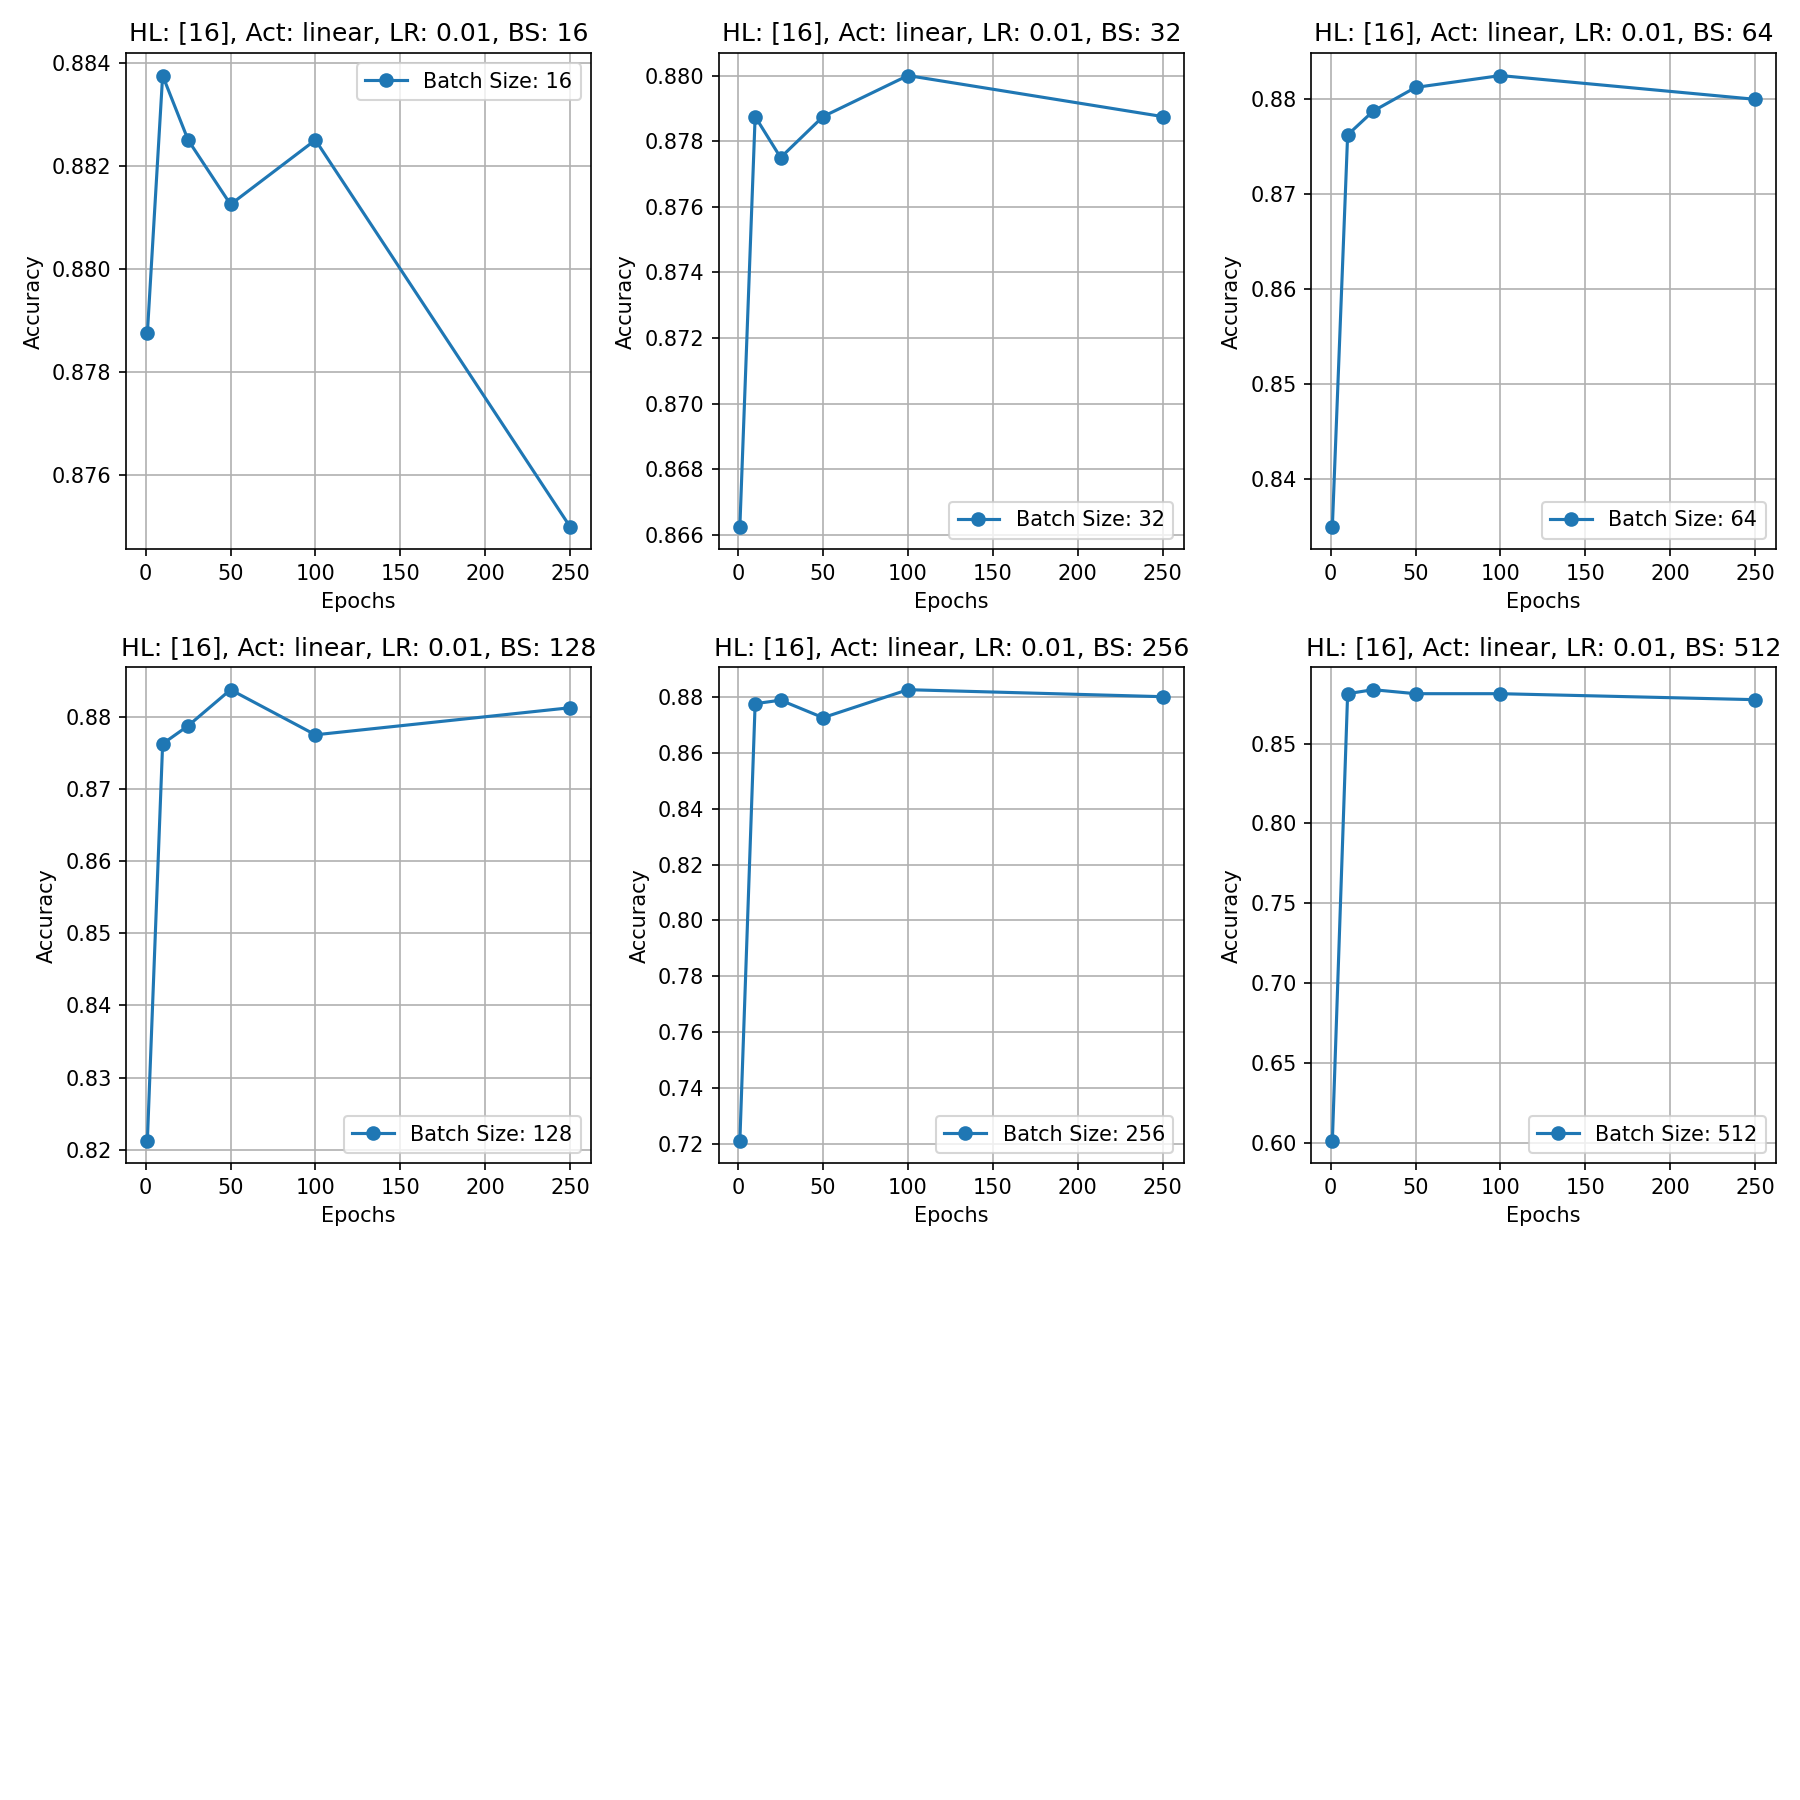 HL: [16], Act: linear, LR: 0.01, BS: 16
Batch Size: 16
Accuracy
0.884
0.882
0.880
0.878
0.876
0 50 100 150 200 250
Epochs
HL: [16], Act: linear, LR: 0.01, BS: 32
Batch Size: 32
Accuracy
0.880
0.878
0.876
0.874
0.872
0.870
0.868
0.866
0 50 100 150 200 250
Epochs
HL: [16], Act: linear, LR: 0.01, BS: 64
Batch Size: 64
Accuracy
0.88
0.87
0.86
0.85
0.84
0 50 100 150 200 250
Epochs
HL: [16], Act: linear, LR: 0.01, BS: 128
Batch Size: 128
Accuracy
0.88
0.87
0.86
0.85
0.84
0.83
0.82
0 50 100 150 200 250
Epochs
HL: [16], Act: linear, LR: 0.01, BS: 256
Batch Size: 256
Accuracy
0.88
0.86
0.84
0.82
0.80
0.78
0.76
0.74
0.72
0 50 100 150 200 250
Epochs
HL: [16], Act: linear, LR: 0.01, BS: 512
Batch Size: 512
Accuracy
0.85
0.80
0.75
0.70
0.65
0.60
0 50 100 150 200 250
Epochs